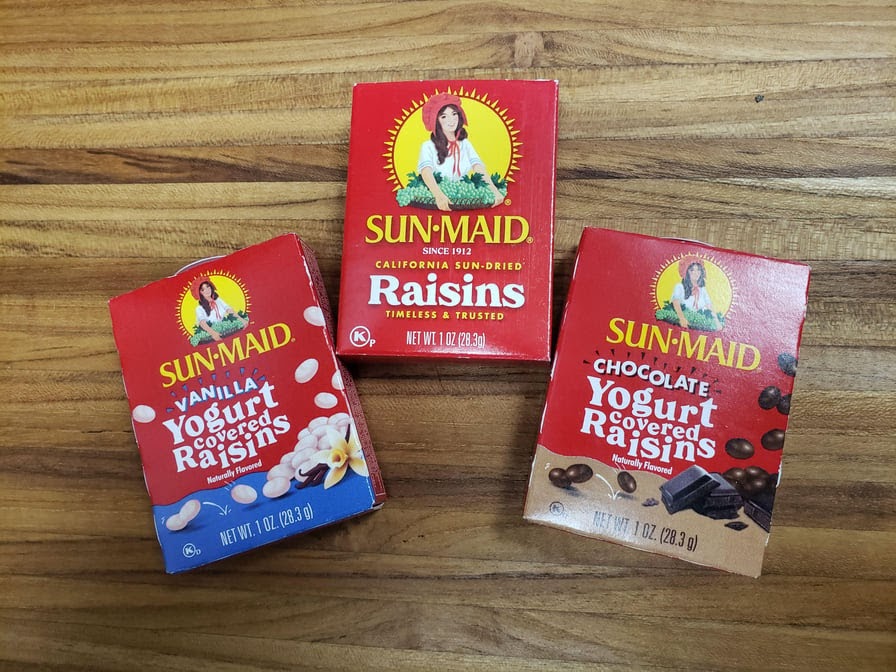 SUN·MAID®
SINCE 1912
CALIFORNIA SUN-DRIED
Raisins
TIMELESS & TRUSTED
K P
NET WT. 1 OZ (28.3g)
SUN·MAID®
VANILLA
Yogurt
covered
Raisins
Naturally Flavored
K D
NET WT. 1 OZ (28.3 g)
SUN·MAID
CHOCOLATE
Yogurt
covered
Raisins
Naturally Flavored
K
NET WT. 1 OZ. (28.3 g)